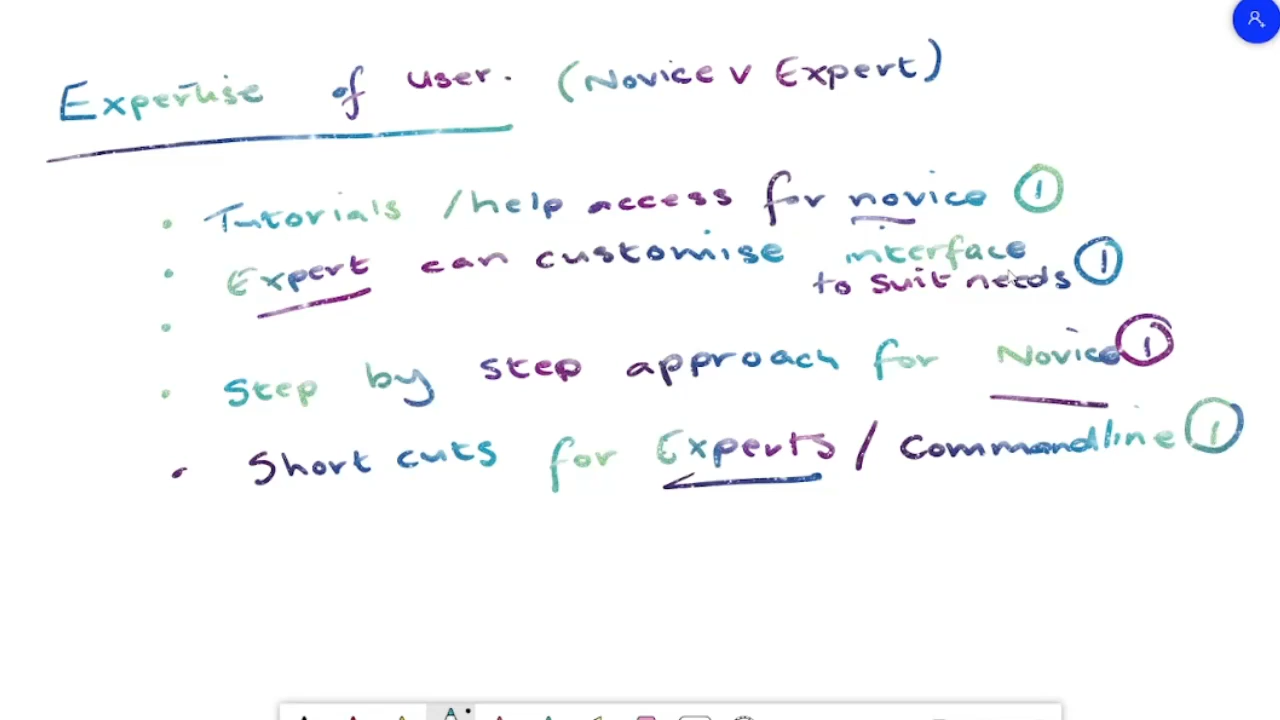 Expertise of user. (Novice v Expert)
• Tutorials /help access for novice ①
• Expert can customise interface
to suit needs ①
•
• Step by step approach for Novice ①
• Short cuts for Experts / Commandline ①